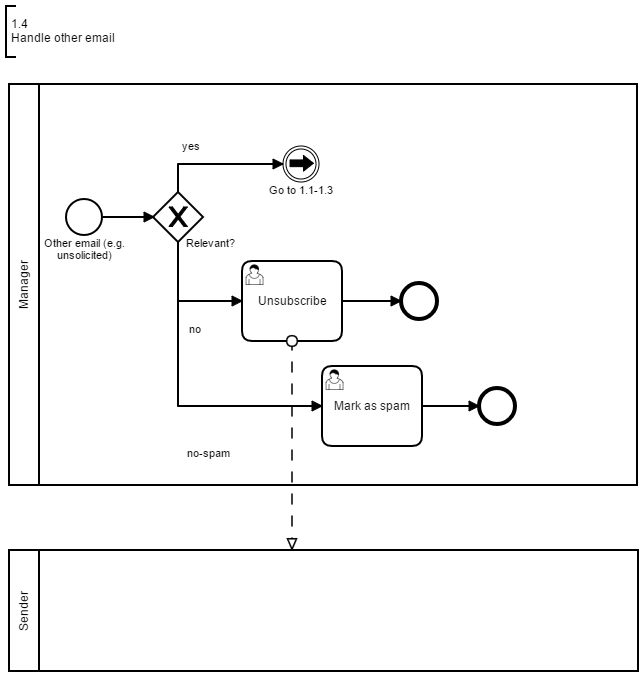 1.4
Handle other email
yes
Go to 1.1-1.3
Other email (e.g.
unsolicited)
Relevant?
Manager
Unsubscribe
no
Mark as spam
no-spam
Sender